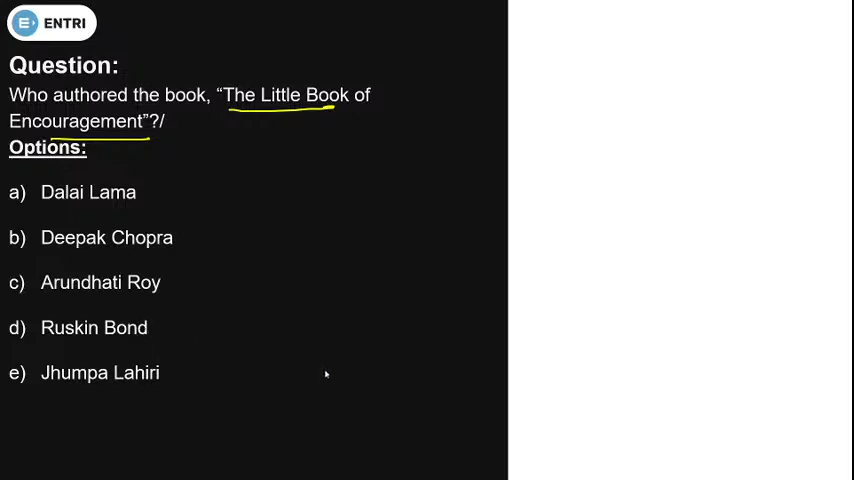 ENTRI
Question:
Who authored the book, “The Little Book of
Encouragement”?/
Options:
a) Dalai Lama
b) Deepak Chopra
c) Arundhati Roy
d) Ruskin Bond
e) Jhumpa Lahiri